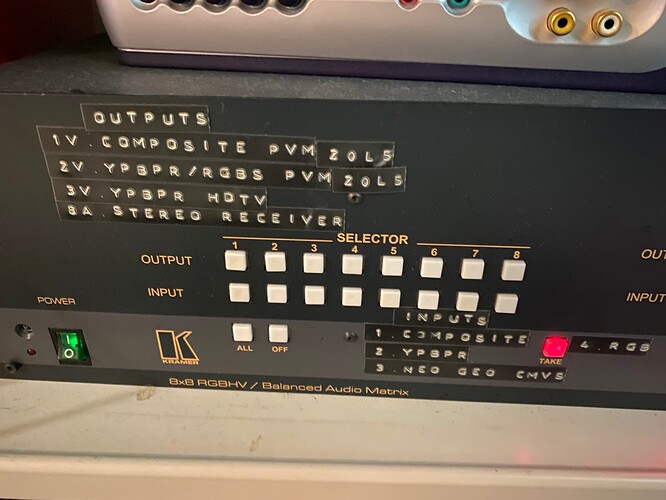 OUTPUTS
1V. COMPOSITE PVM 20L5
2V. YPBPR/RGBS PVM 20L5
3V. YPBPR HDTV
8A. STEREO RECEIVER
SELECTOR
1 2 3 4 5 6 7 8
OUTPUT
OU
INPUT
INPUT
POWER
I
O
K
KRAMER
ALL
OFF
INPUTS
1. COMPOSITE
2. YPBPR
3. NEO GEO CMVS
TAKE
4. RGB
8x8 RGBHV / Balanced Audio Matrix